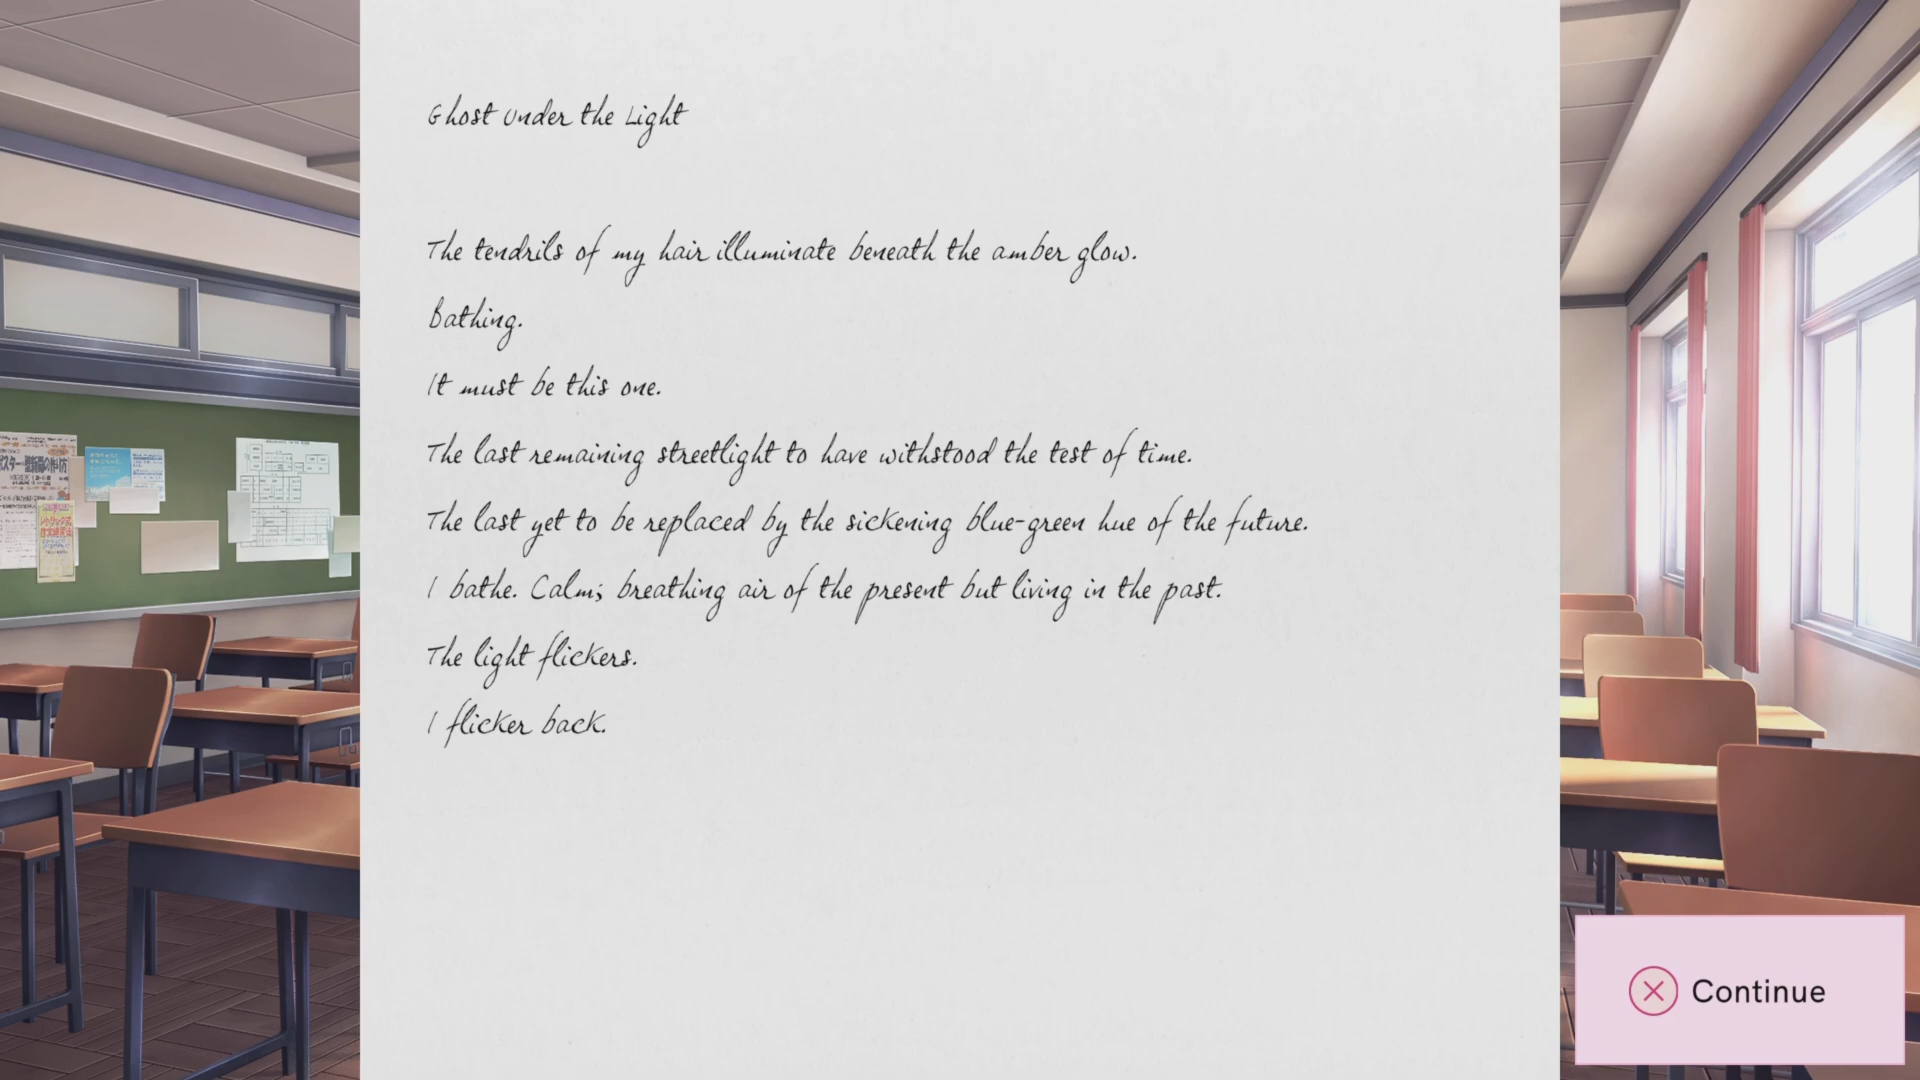 Ghost Under the Light
The tendrils of my hair illuminate beneath the amber glow.
Bathing.
It must be this one.
The last remaining streetlight to have withstood the test of time.
The last yet to be replaced by the sickening blue-green hue of the future.
I bathe. Calm; breathing air of the present but living in the past.
The light flickers.
I flicker back.
Continue